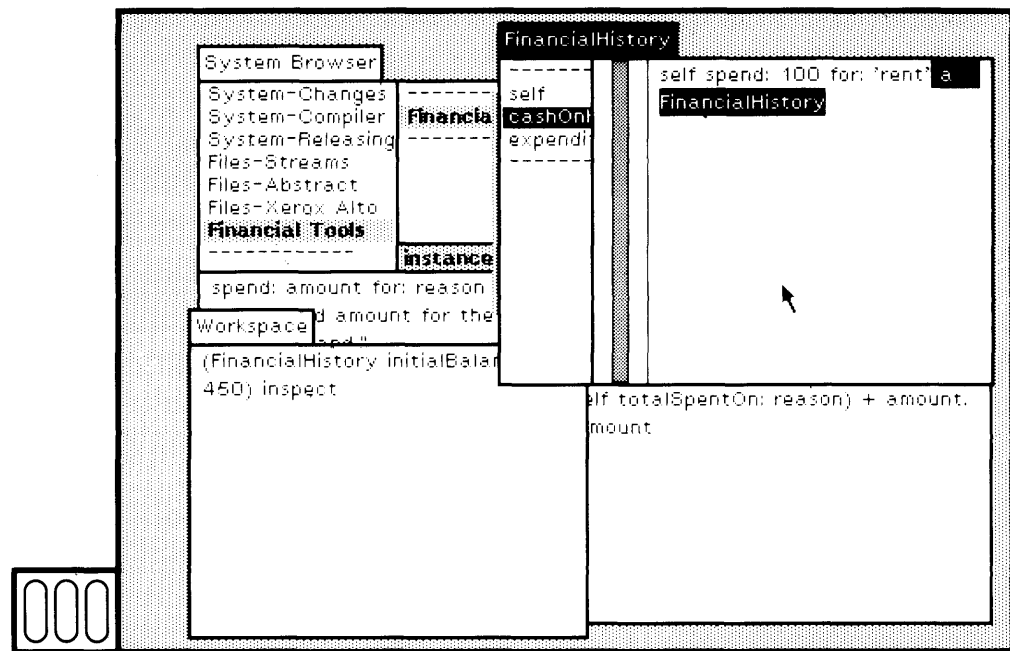 FinancialHistory
System Browser
System-Changes
System-Compiler
System-Releasing
Files-Streams
Files-Abstract
Files-Xerox Alto
Financial Tools
Financia
instance
self
cashOnH
expendi
self spend: 100 for: 'rent' a
FinancialHistory
spend: amount for: reason
d amount for the
and."
Workspace
(FinancialHistory initialBalan
450) inspect
elf totalSpentOn: reason) + amount.
mount